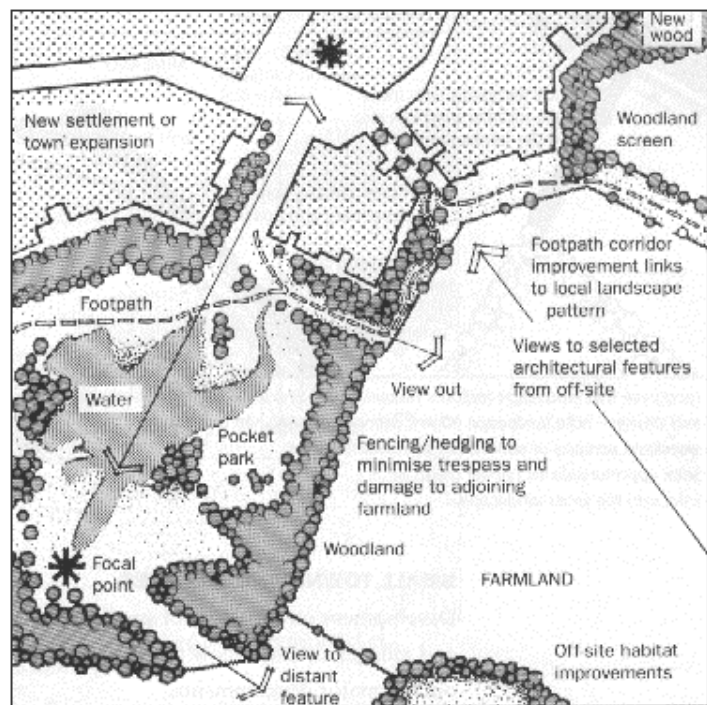 New
wood
New settlement or
town expansion
Woodland
screen
Footpath corridor
improvement links
to local landscape
pattern
Footpath
Views to selected
architectural features
from off-site
View out
Water
Pocket
park
Fencing/hedging to
minimise trespass and
damage to adjoining
farmland
Woodland
Focal
point
FARMLAND
View to
distant
feature
Off-site habitat
improvements